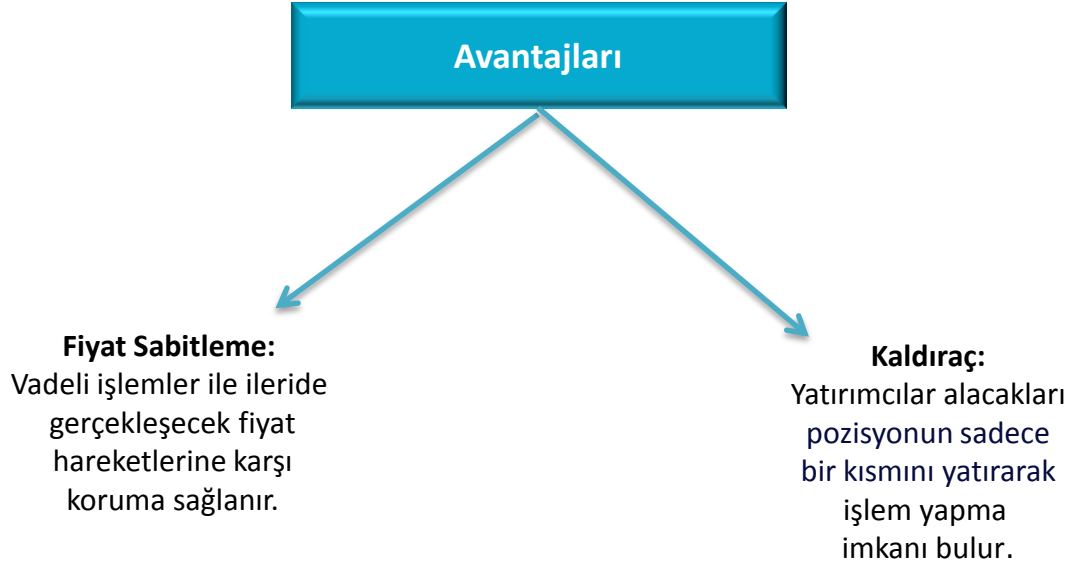 Avantajları
Fiyat Sabitleme:
Vadeli işlemler ile ileride
gerçekleşecek fiyat
hareketlerine karşı
koruma sağlanır.
Kaldıraç:
Yatırımcılar alacakları
pozisyonun sadece
bir kısmını yatırarak
işlem yapma
imkanı bulur.